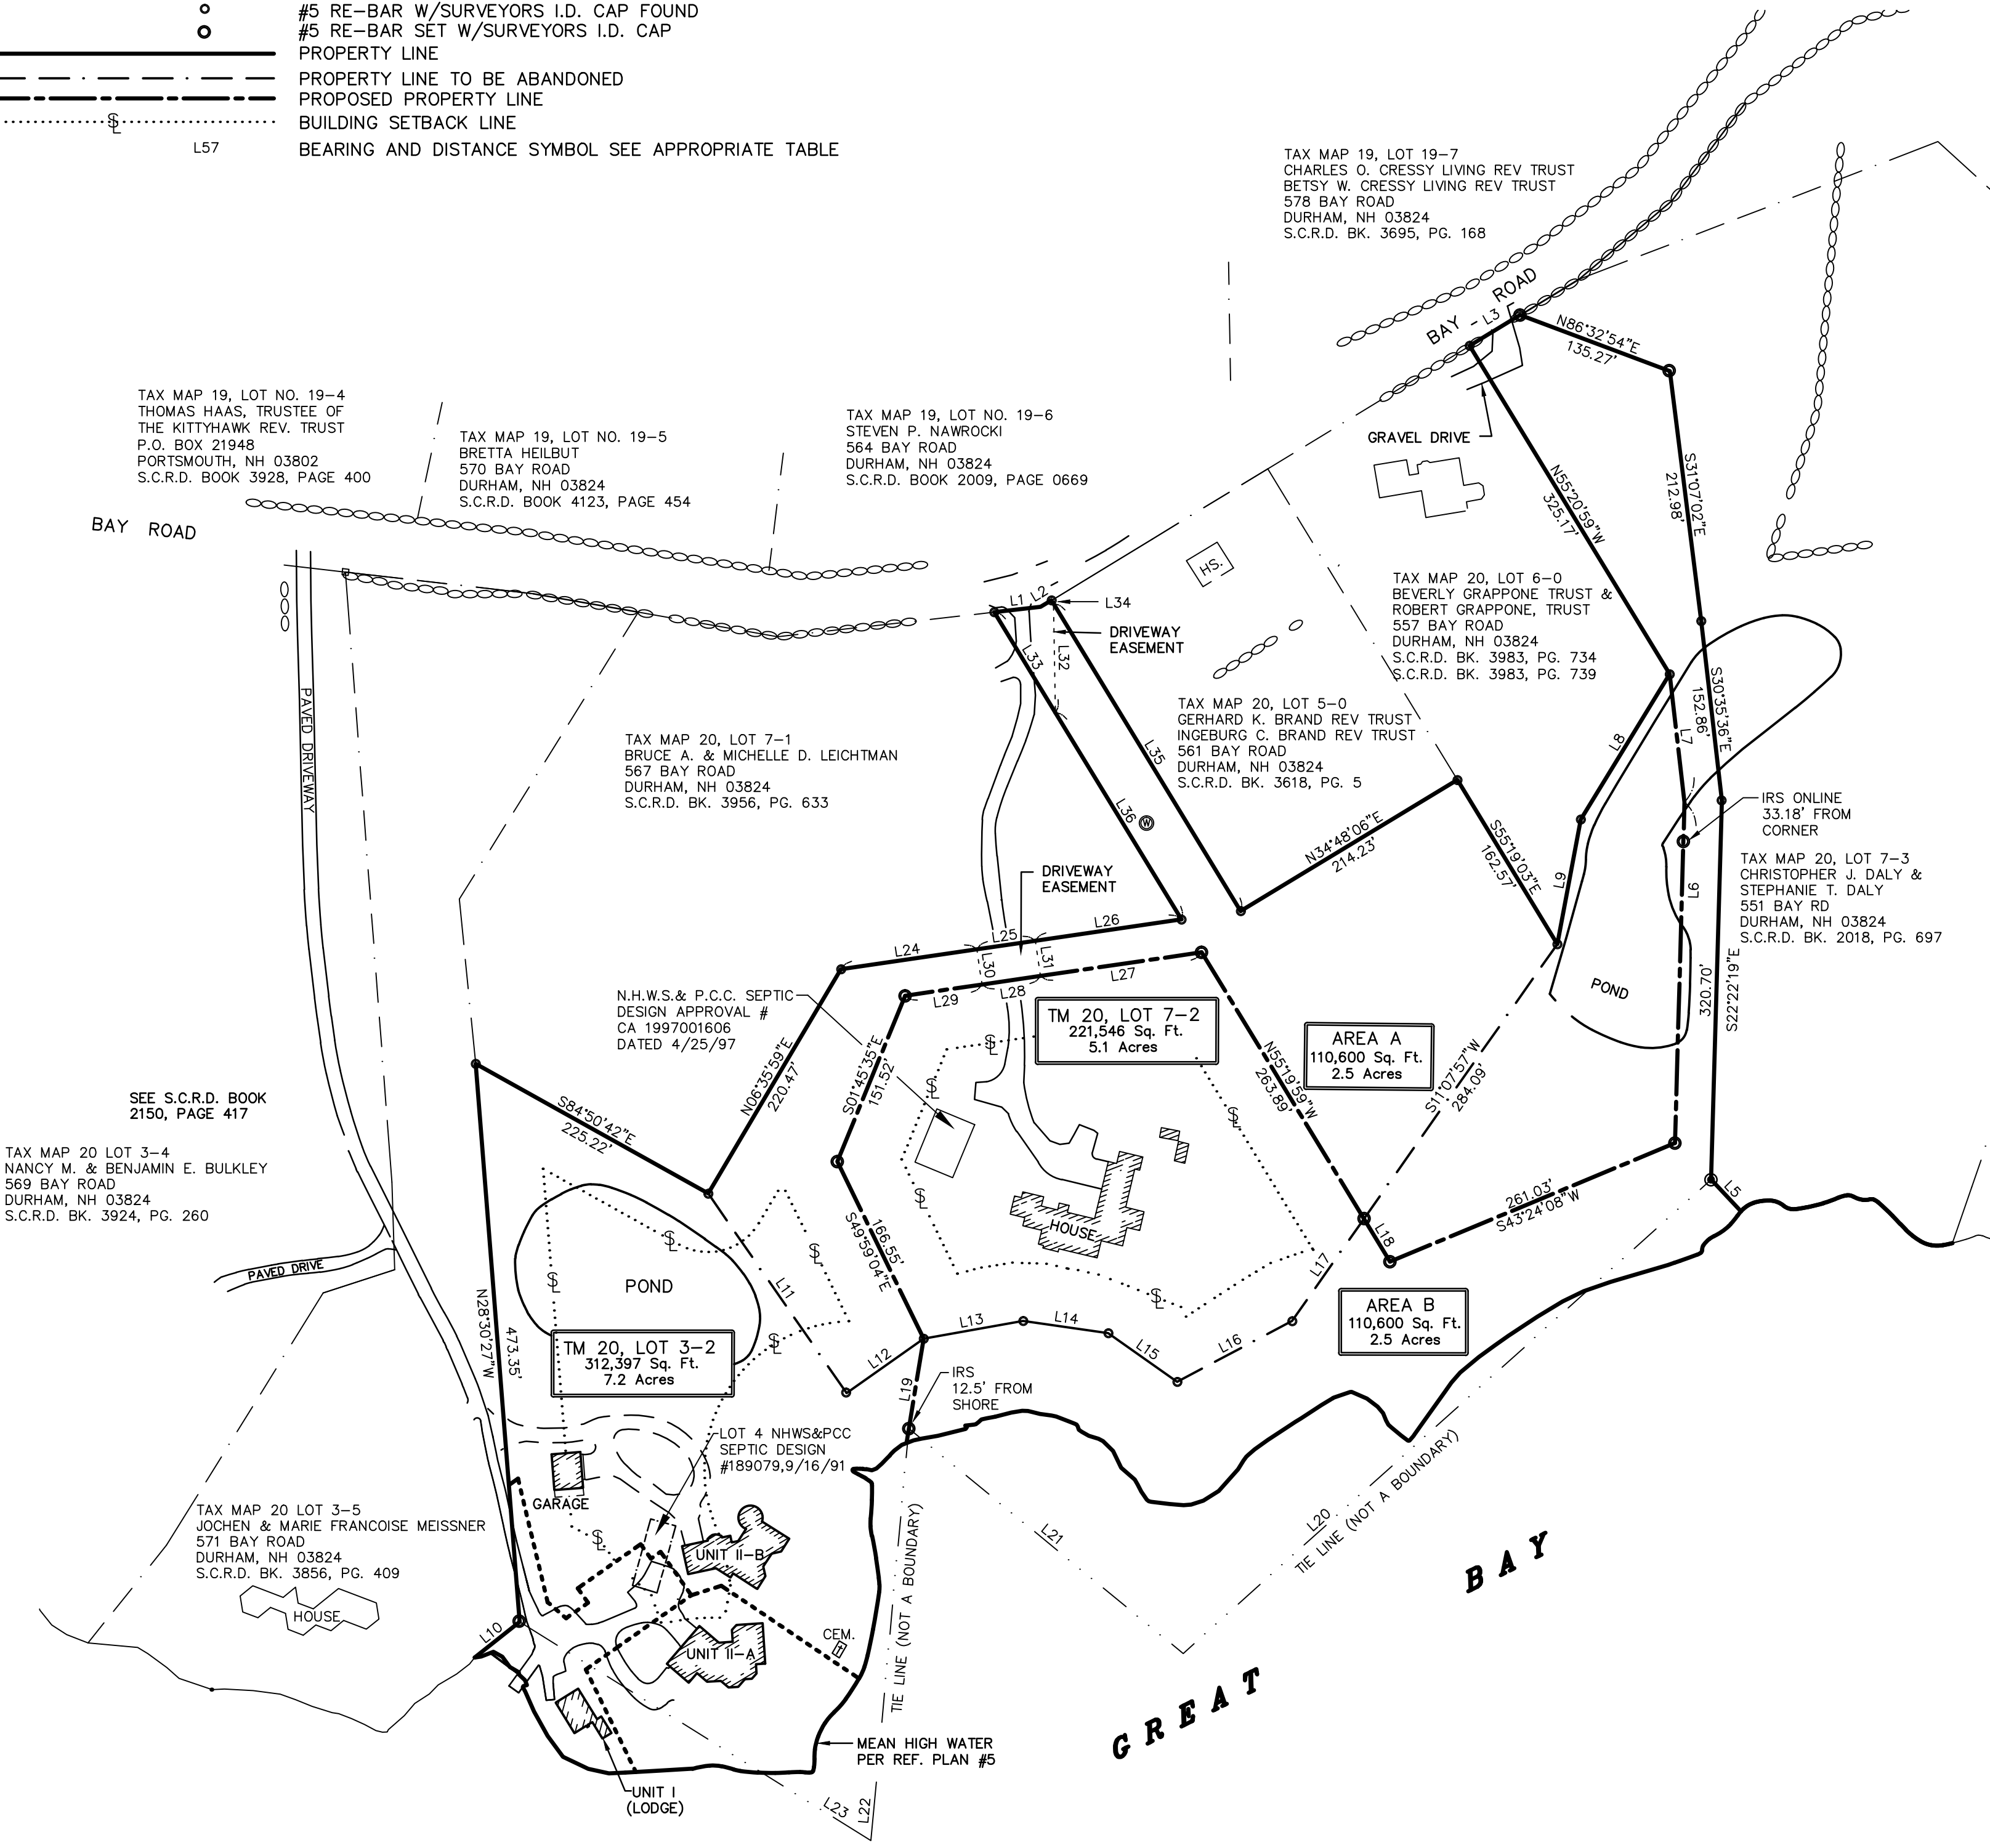 #5 RE-BAR W/SURVEYORS I.D. CAP FOUND
#5 RE-BAR SET W/SURVEYORS I.D. CAP
PROPERTY LINE
PROPERTY LINE TO BE ABANDONED
PROPOSED PROPERTY LINE
SL
BUILDING SETBACK LINE
L57
BEARING AND DISTANCE SYMBOL SEE APPROPRIATE TABLE
TAX MAP 19, LOT 19-7
CHARLES O. CRESSY LIVING REV TRUST
BETSY W. CRESSY LIVING REV TRUST
578 BAY ROAD
DURHAM, NH 03824
S.C.R.D. BK. 3695, PG. 168
BAY - ROAD
L3
N86°32'54"E
135.27'
TAX MAP 19, LOT NO. 19-4
THOMAS HAAS, TRUSTEE OF
THE KITTYHAWK REV. TRUST
P.O. BOX 21948
PORTSMOUTH, NH 03802
S.C.R.D. BOOK 3928, PAGE 400
TAX MAP 19, LOT NO. 19-5
BRETTA HEILBUT
570 BAY ROAD
DURHAM, NH 03824
S.C.R.D. BOOK 4123, PAGE 454
TAX MAP 19, LOT NO. 19-6
STEVEN P. NAWROCKI
564 BAY ROAD
DURHAM, NH 03824
S.C.R.D. BOOK 2009, PAGE 0669
GRAVEL DRIVE
BAY ROAD
N55°20'59"W
325.17'
S31°07'02"E
212.98'
HS.
L1
L2
L34
DRIVEWAY
EASEMENT
L33
L32
TAX MAP 20, LOT 6-0
BEVERLY GRAPPONE TRUST &
ROBERT GRAPPONE, TRUST
557 BAY ROAD
DURHAM, NH 03824
S.C.R.D. BK. 3983, PG. 734
S.C.R.D. BK. 3983, PG. 739
PAVED DRIVEWAY
TAX MAP 20, LOT 7-1
BRUCE A. & MICHELLE D. LEICHTMAN
567 BAY ROAD
DURHAM, NH 03824
S.C.R.D. BK. 3956, PG. 633
TAX MAP 20, LOT 5-0
GERHARD K. BRAND REV TRUST
INGEBURG C. BRAND REV TRUST
561 BAY ROAD
DURHAM, NH 03824
S.C.R.D. BK. 3618, PG. 5
L35
L36
W
L8
L7
S30°35'36"E
152.86'
IRS ONLINE
33.18' FROM
CORNER
N34°48'06"E
214.23'
S55°19'03"E
162.57'
L9
L6
TAX MAP 20, LOT 7-3
CHRISTOPHER J. DALY &
STEPHANIE T. DALY
551 BAY RD
DURHAM, NH 03824
S.C.R.D. BK. 2018, PG. 697
DRIVEWAY
EASEMENT
L24
L25
L26
L30
L31
L27
L28
L29
N.H.W.S.& P.C.C. SEPTIC
DESIGN APPROVAL #
CA 1997001606
DATED 4/25/97
TM 20, LOT 7-2
221,546 Sq. Ft.
5.1 Acres
AREA A
110,600 Sq. Ft.
2.5 Acres
POND
320.70'
S22°22'19"E
N06°35'59"E
220.47'
S01°45'35"E
151.52'
SL
SL
SL
SL
N55°19'59"W
263.89'
S11°07'57"W
284.09'
SEE S.C.R.D. BOOK
2150, PAGE 417
TAX MAP 20 LOT 3-4
NANCY M. & BENJAMIN E. BULKLEY
569 BAY ROAD
DURHAM, NH 03824
S.C.R.D. BK. 3924, PG. 260
S84°50'42"E
225.22'
HOUSE
L18
261.03'
S43°24'08"W
L5
PAVED DRIVE
POND
SL
SL
SL
SL
SL
L11
166.55'
S49°59'04"E
L17
AREA B
110,600 Sq. Ft.
2.5 Acres
N28°30'27"W
473.35'
TM 20, LOT 3-2
312,397 Sq. Ft.
7.2 Acres
L12
L13
L14
L15
L16
L19
IRS
12.5' FROM
SHORE
LOT 4 NHWS&PCC
SEPTIC DESIGN
#189079,9/16/91
GARAGE
SL
TAX MAP 20 LOT 3-5
JOCHEN & MARIE FRANCOISE MEISSNER
571 BAY ROAD
DURHAM, NH 03824
S.C.R.D. BK. 3856, PG. 409
HOUSE
UNIT II-B
UNIT II-A
CEM.
L10
L21
L20
TIE LINE (NOT A BOUNDARY)
TIE LINE (NOT A BOUNDARY)
GREAT BAY
MEAN HIGH WATER
PER REF. PLAN #5
UNIT I
(LODGE)
L23
L22